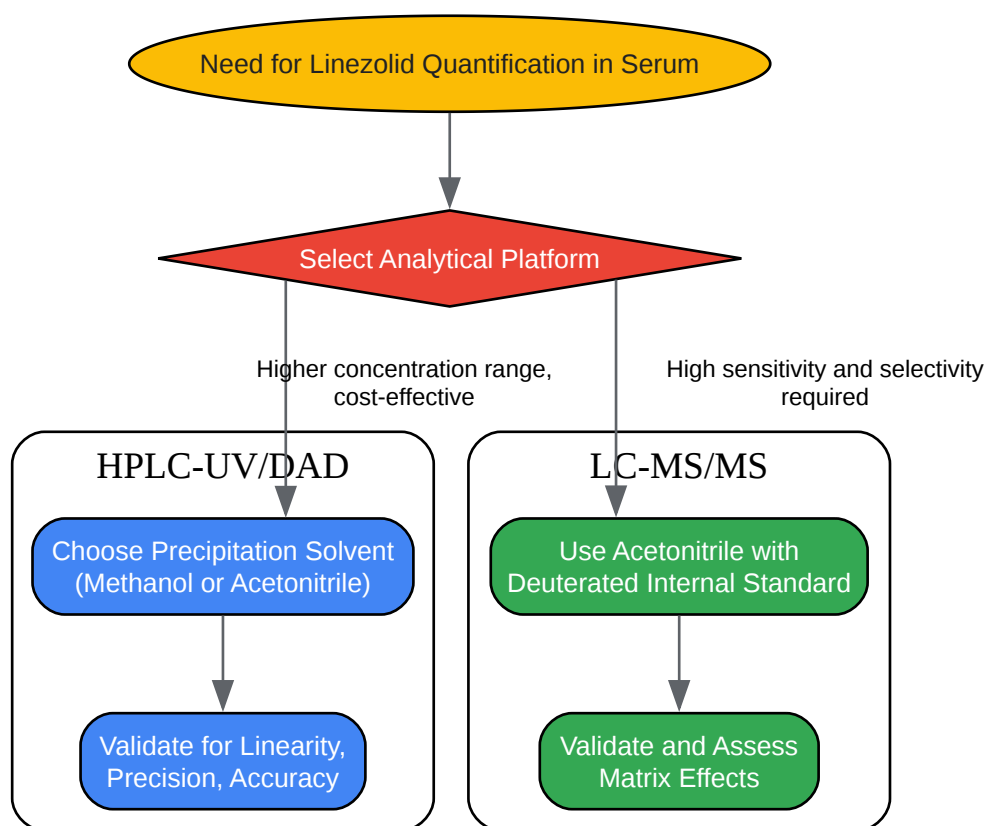 Need for Linezolid Quantification in Serum
Select Analytical Platform
Higher concentration range,
cost-effective
High sensitivity and selectivity
required
HPLC-UV/DAD
Choose Precipitation Solvent
(Methanol or Acetonitrile)
Validate for Linearity,
Precision, Accuracy
LC-MS/MS
Use Acetonitrile with
Deuterated Internal Standard
Validate and Assess
Matrix Effects